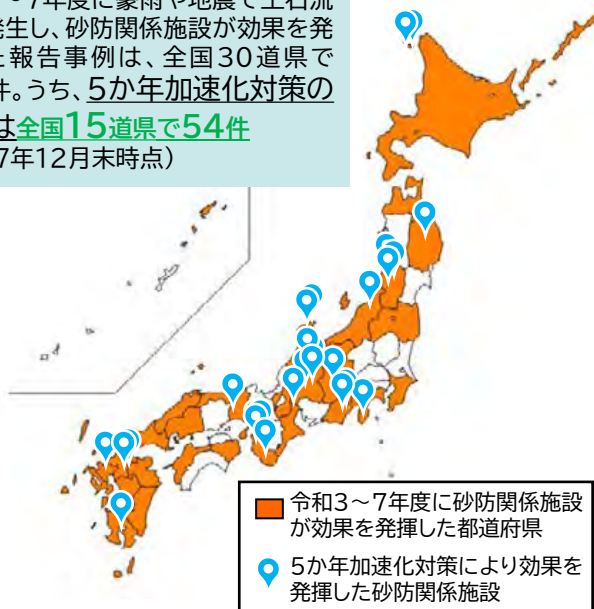 ～7年度に豪雨や地震で土石流
発生し、砂防関係施設が効果を発
た報告事例は、全国30道県で
件。うち、5か年加速化対策の
は全国15道県で54件
7年12月末時点）
令和3～7年度に砂防関係施設
が効果を発揮した都道府県
5か年加速化対策により効果を
発揮した砂防関係施設